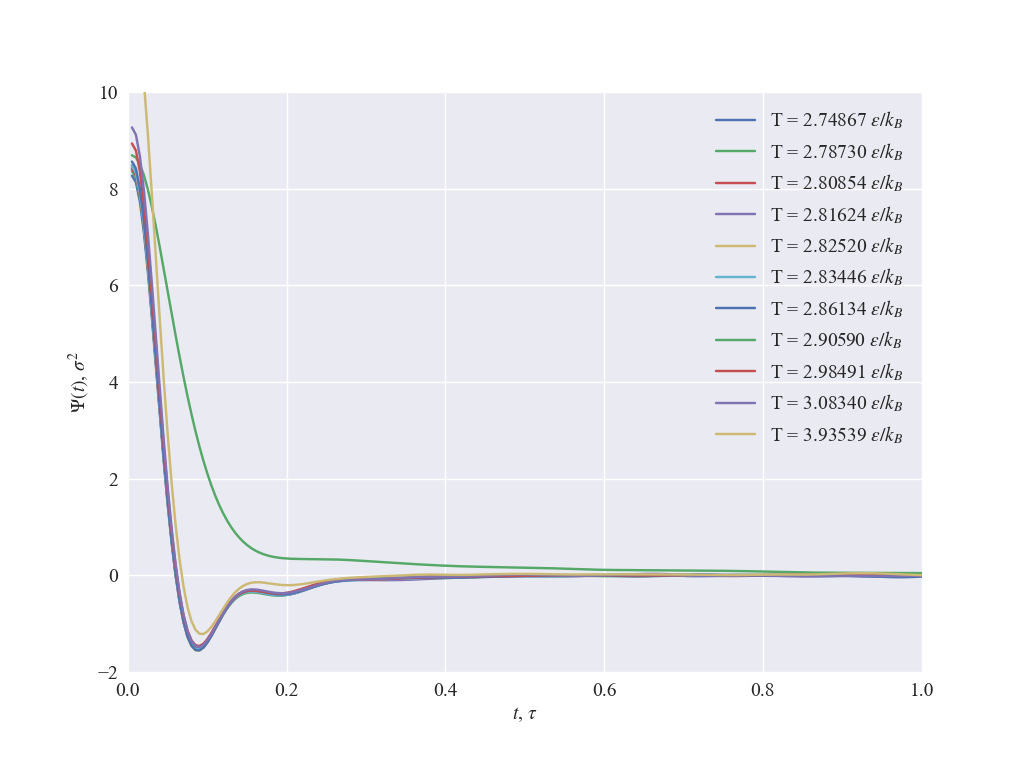 10
8
6
4
2
0
−2
Ψ(t), σ²
0.0 0.2 0.4 0.6 0.8 1.0
t, τ
T = 2.74867 ε/k_B
T = 2.78730 ε/k_B
T = 2.80854 ε/k_B
T = 2.81624 ε/k_B
T = 2.82520 ε/k_B
T = 2.83446 ε/k_B
T = 2.86134 ε/k_B
T = 2.90590 ε/k_B
T = 2.98491 ε/k_B
T = 3.08340 ε/k_B
T = 3.93539 ε/k_B